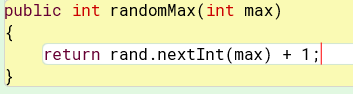 public int randomMax(int max)
{
return rand.nextInt(max) + 1;
}